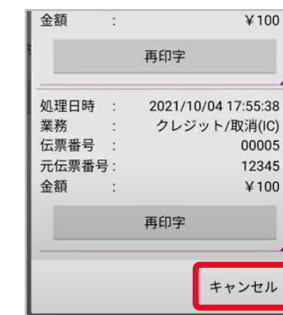 金額 : ￥100
再印字
処理日時 : 2021/10/04 17:55:38
業務 : クレジット/取消(IC)
伝票番号 : 00005
元伝票番号 : 12345
金額 : ￥100
再印字
キャンセル